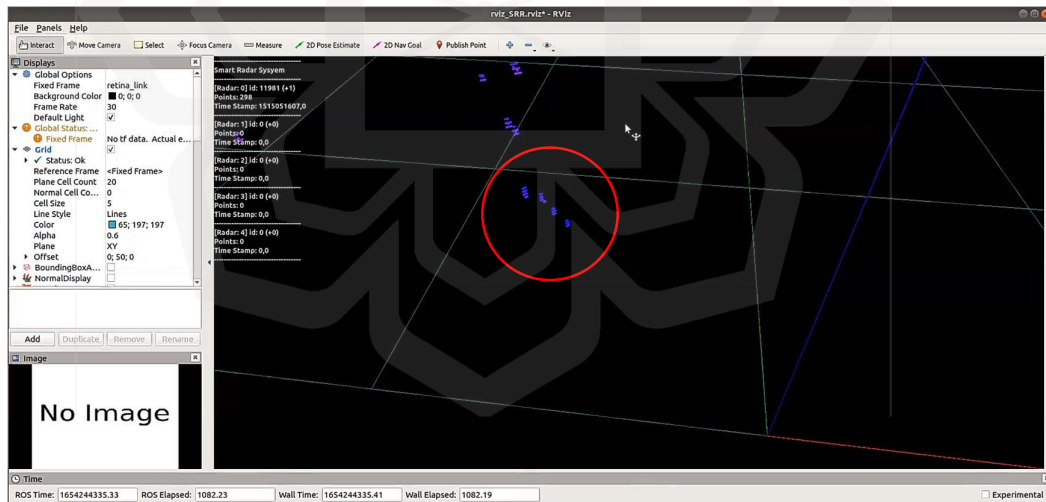 rviz_SRR.rviz* - RViz
File Panels Help
Interact Move Camera Select Focus Camera Measure 2D Pose Estimate 2D Nav Goal Publish Point
Displays
Global Options
Fixed Frame retina_link
Background Color 0; 0; 0
Frame Rate 30
Default Light
Global Status: ...
Fixed Frame No tf data. Actual e...
Grid
Status: Ok
Reference Frame <Fixed Frame>
Plane Cell Count 20
Normal Cell Co... 0
Cell Size 5
Line Style Lines
Color 65; 197; 197
Alpha 0.6
Plane XY
Offset 0; 50; 0
BoundingBoxA...
NormalDisplay
Add Duplicate Remove Rename
Image
No Image
Smart Radar Sysyem
[Radar: 0] id: 11981 (+1)
Points: 298
Time Stamp: 1515051607,0
[Radar: 1] id: 0 (+0)
Points: 0
Time Stamp: 0,0
[Radar: 2] id: 0 (+0)
Points: 0
Time Stamp: 0,0
[Radar: 3] id: 0 (+0)
Points: 0
Time Stamp: 0,0
[Radar: 4] id: 0 (+0)
Points: 0
Time Stamp: 0,0
Time
ROS Time: 1654244335.33 ROS Elapsed: 1082.23 Wall Time: 1654244335.41 Wall Elapsed: 1082.19 Experimental